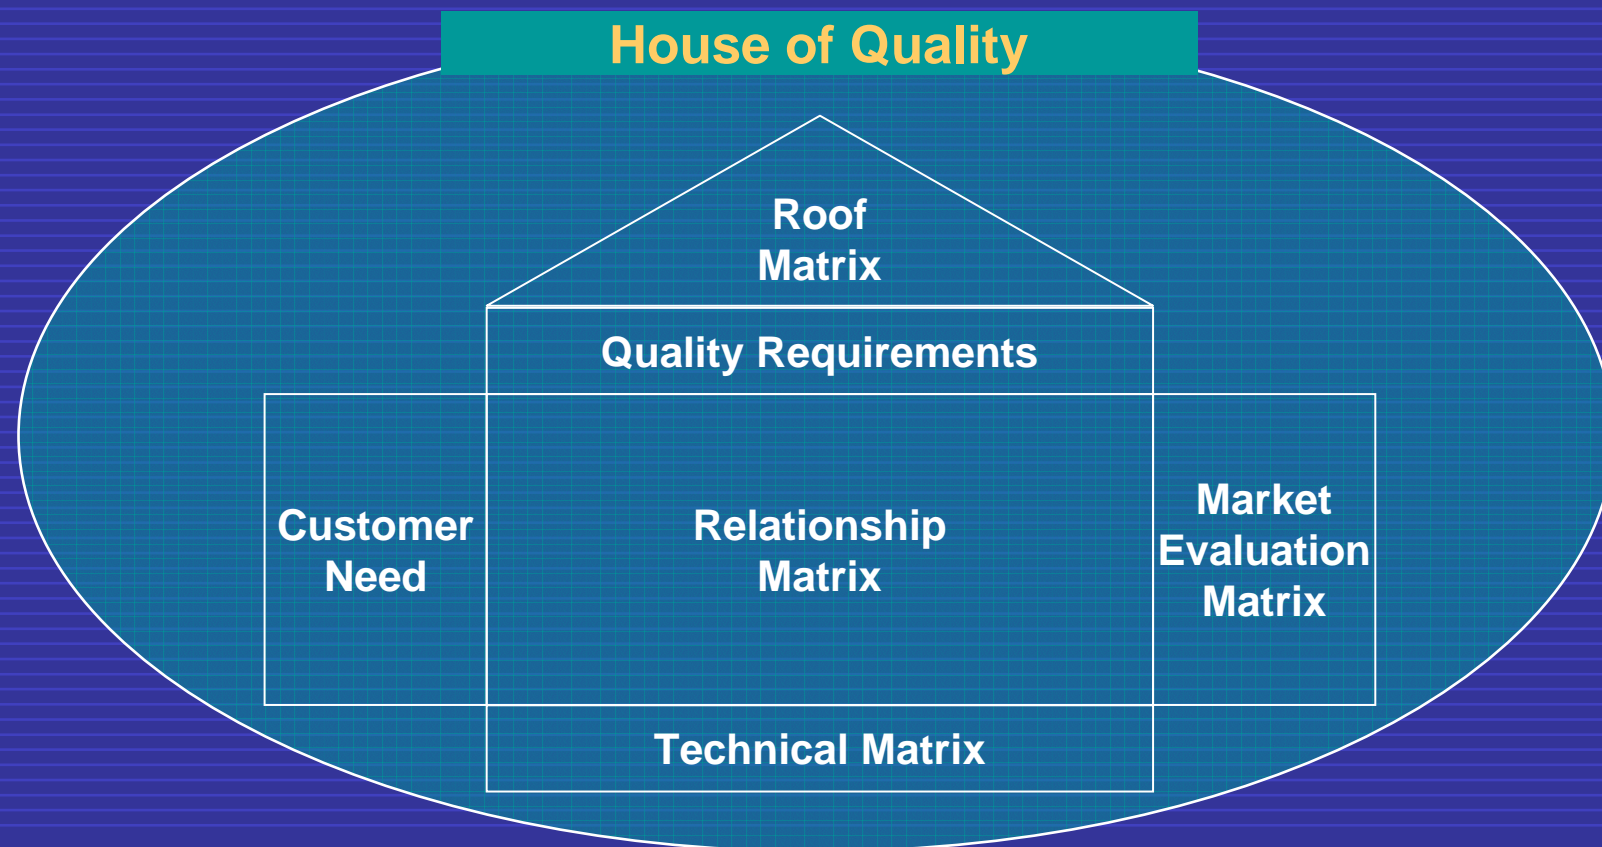 House of Quality
Roof
Matrix
Quality Requirements
Customer
Need
Relationship
Matrix
Market
Evaluation
Matrix
Technical Matrix